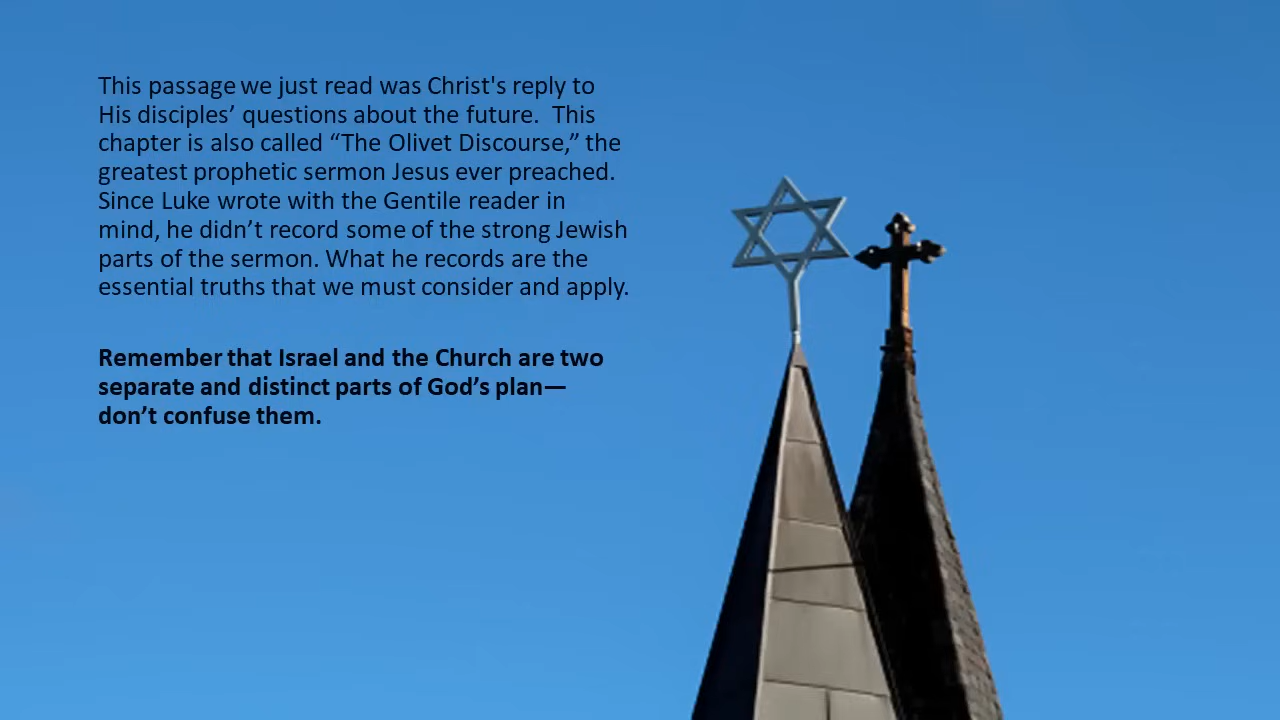 This passage we just read was Christ's reply to
His disciples’ questions about the future.  This
chapter is also called “The Olivet Discourse,” the
greatest prophetic sermon Jesus ever preached.
Since Luke wrote with the Gentile reader in
mind, he didn’t record some of the strong Jewish
parts of the sermon. What he records are the
essential truths that we must consider and apply.
Remember that Israel and the Church are two
separate and distinct parts of God’s plan—
don’t confuse them.